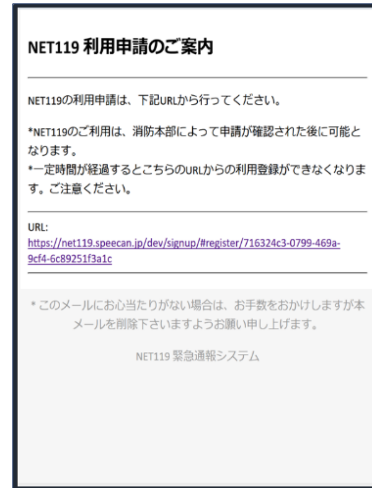 NET119 利用申請のご案内
NET119の利用申請は、下記URLから行ってください。
*NET119のご利用は、消防本部によって申請が確認された後に可能と
なります。
*一定時間が経過するとこちらのURLからの利用登録ができなくなりま
す。ご注意ください。
URL:
https://net119.speecan.jp/dev/signup/#register/716324c3-0799-469a-
9cf4-6c89251f3a1c
* このメールにお心当たりがない場合は、お手数をおかけしますが本
メールを削除下さいますようお願い申し上げます。
NET119 緊急通報システム